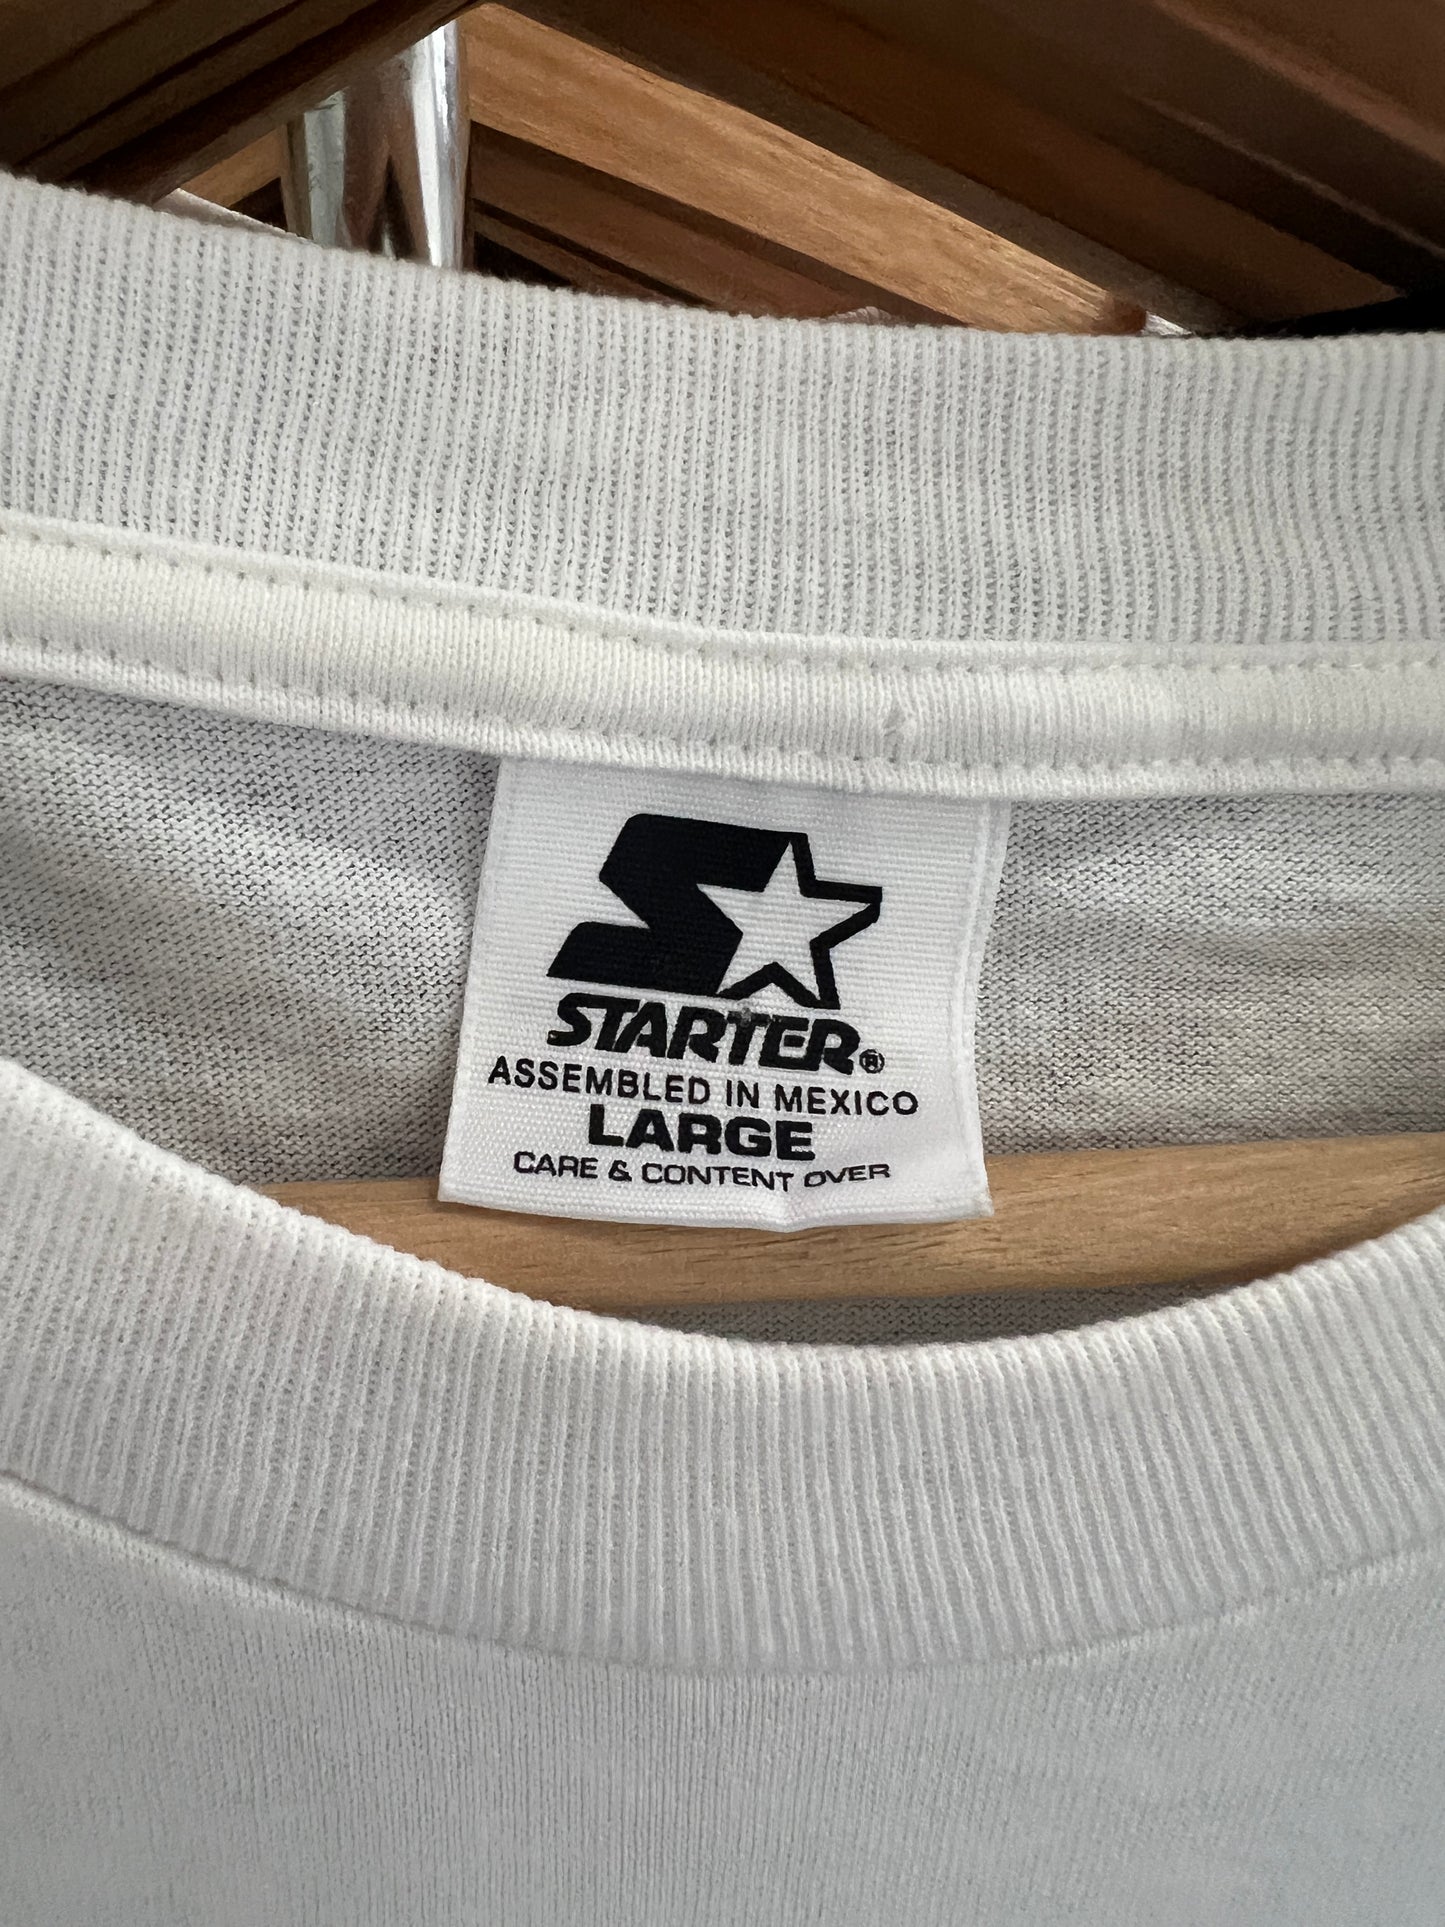 STARTER®
ASSEMBLED IN MEXICO
LARGE
CARE & CONTENT OVER